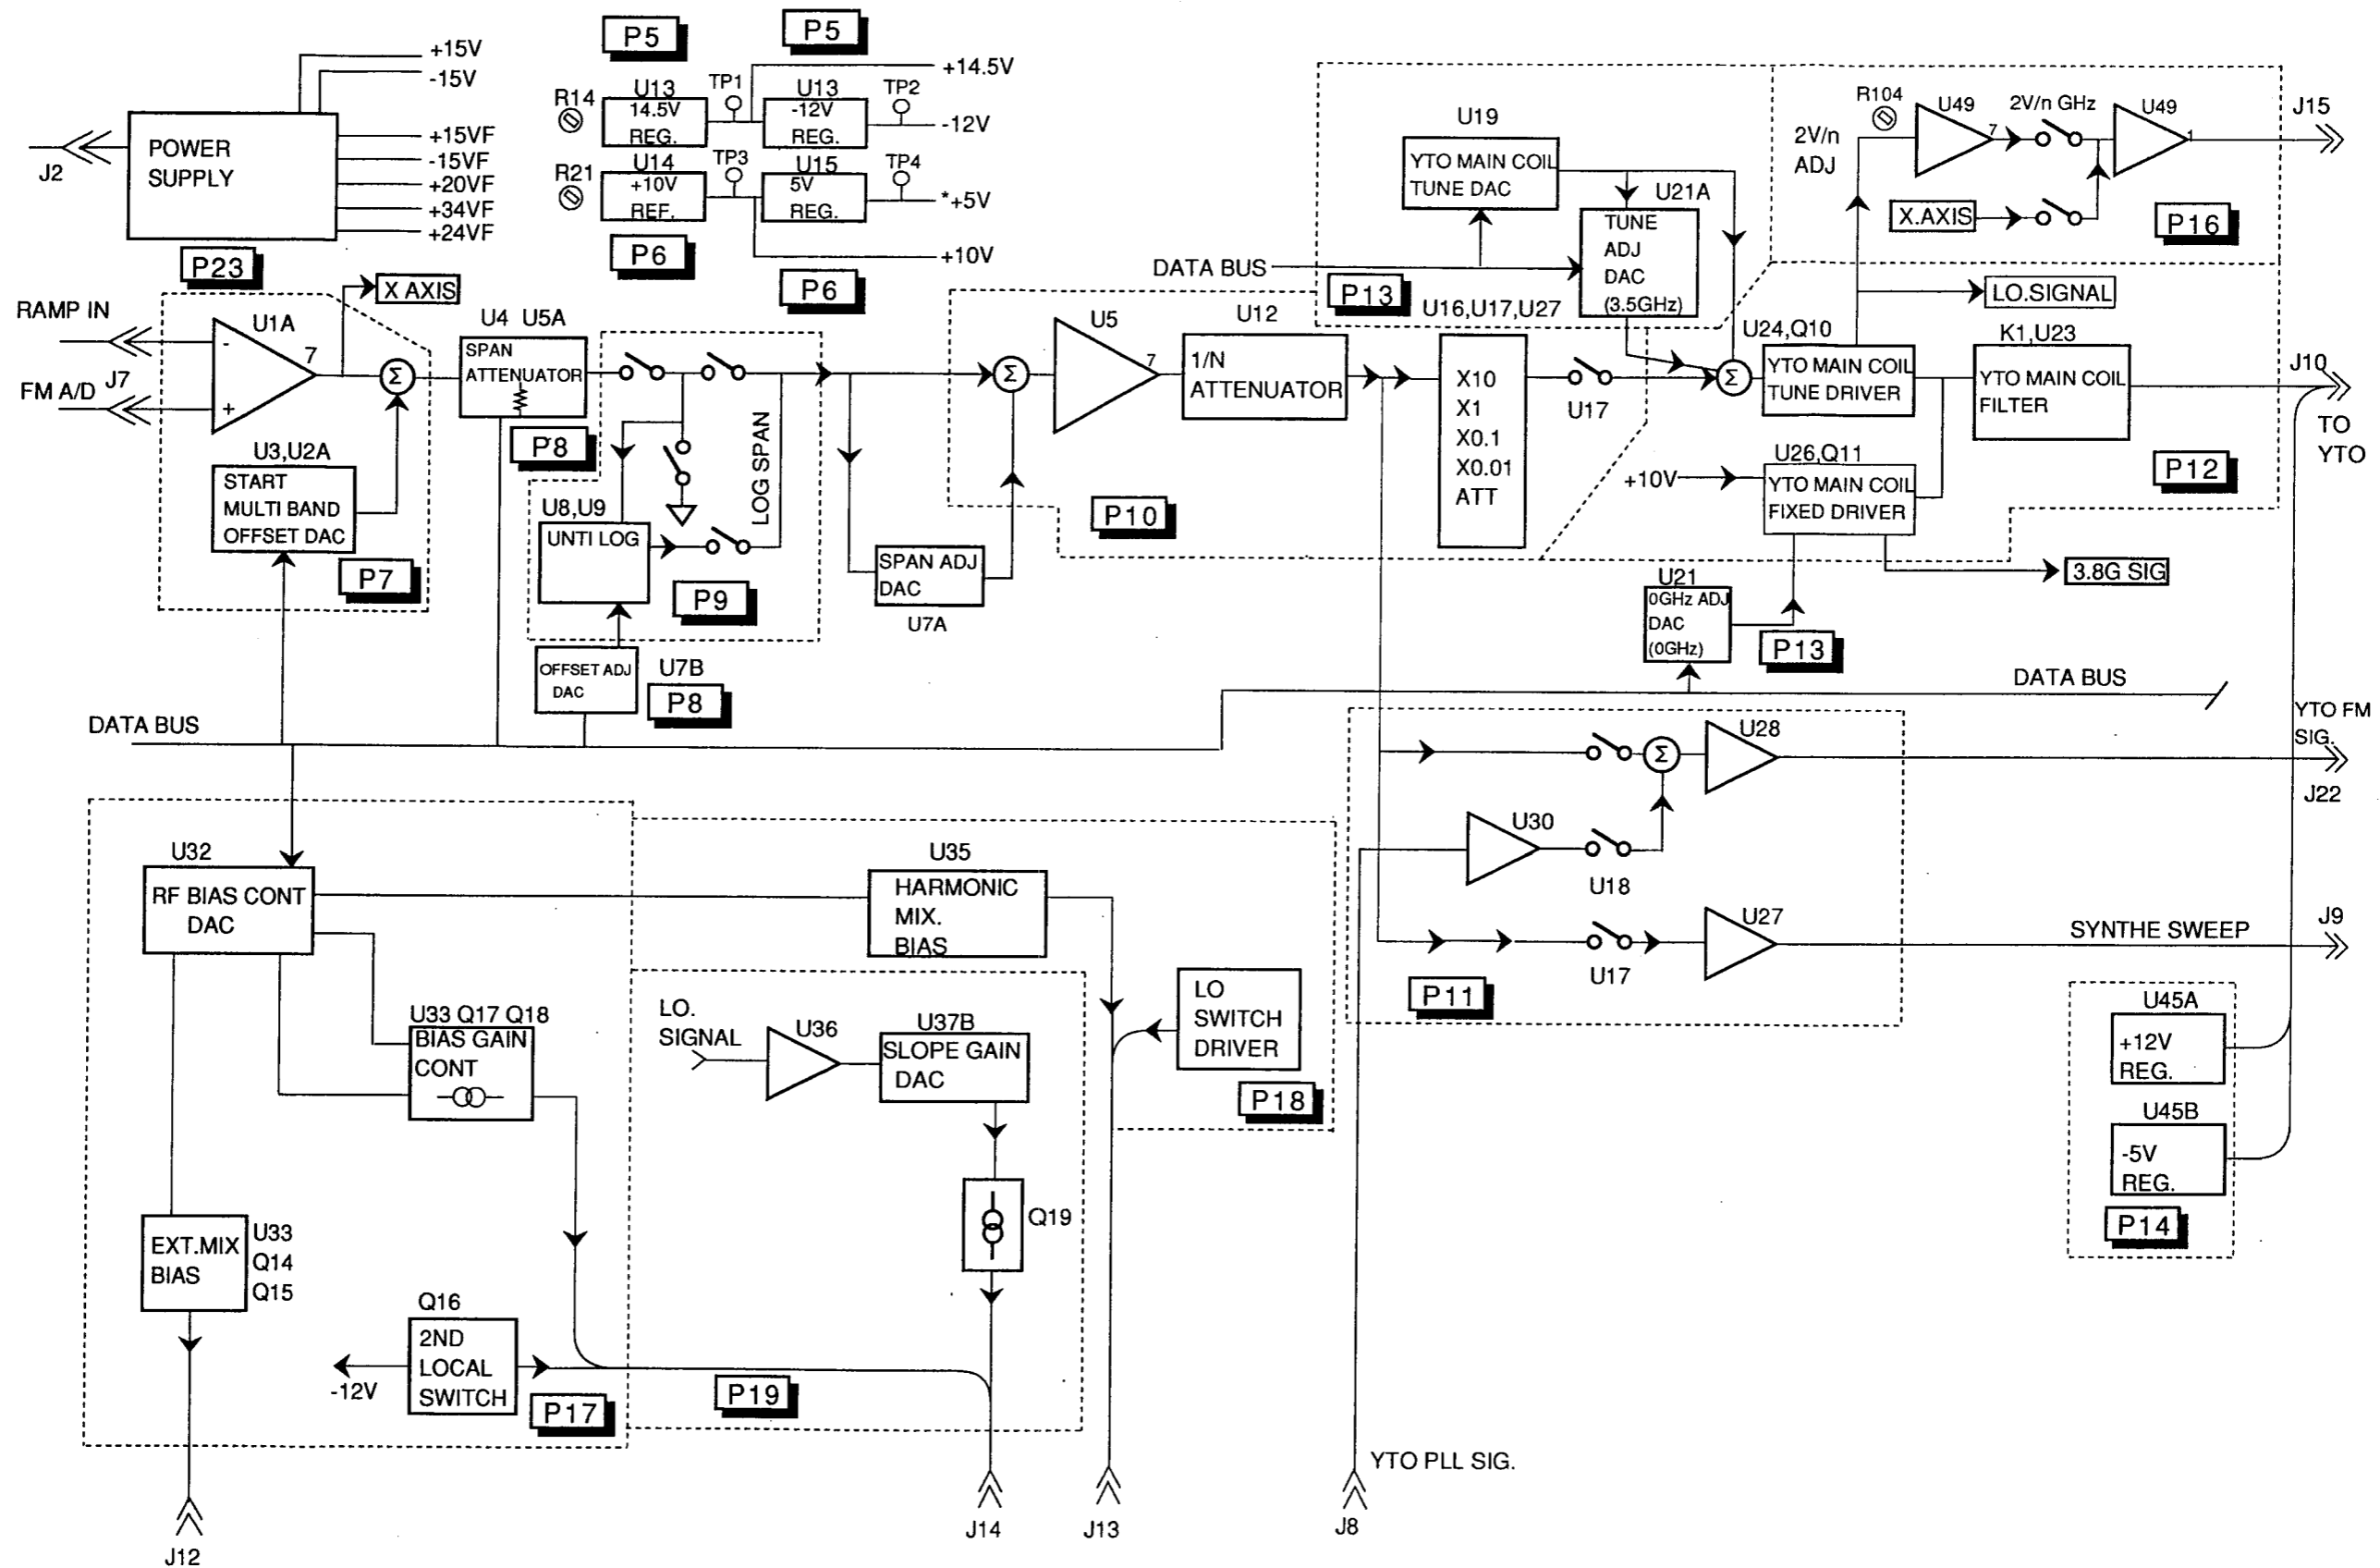 +15V
-15V
POWER
SUPPLY
J2
+15VF
-15VF
+20VF
+34VF
+24VF
P23
P5
P5
R14
U13
14.5V
REG.
TP1
U13
-12V
REG.
TP2
+14.5V
-12V
R21
U14
+10V
REF.
TP3
U15
5V
REG.
TP4
*+5V
+10V
P6
P6
U19
YTO MAIN COIL
TUNE DAC
U21A
TUNE
ADJ
DAC
(3.5GHz)
DATA BUS
P13
R104
2V/n
ADJ
U49
7
2V/n GHz
U49
1
J15
X.AXIS
P16
LO.SIGNAL
RAMP IN
FM A/D
J7
U1A
-
+
7
X AXIS
Σ
U3,U2A
START
MULTI BAND
OFFSET DAC
P7
U4 U5A
SPAN
ATTENUATOR
P8
LOG SPAN
U8,U9
UNTI LOG
P9
OFFSET ADJ
DAC
U7B
P8
SPAN ADJ
DAC
U7A
Σ
U5
7
U12
1/N
ATTENUATOR
P10
U16,U17,U27
X10
X1
X0.1
X0.01
ATT
U17
Σ
U24,Q10
YTO MAIN COIL
TUNE DRIVER
K1,U23
YTO MAIN COIL
FILTER
J10
TO
YTO
P12
+10V
U26,Q11
YTO MAIN COIL
FIXED DRIVER
3.8G SIG
U21
0GHz ADJ
DAC
(0GHz)
P13
DATA BUS
DATA BUS
YTO FM
SIG.
J22
U28
Σ
U30
U18
U17
U27
SYNTHE SWEEP
J9
P11
U32
RF BIAS CONT
DAC
U35
HARMONIC
MIX.
BIAS
U33 Q17 Q18
BIAS GAIN
CONT
LO.
SIGNAL
U36
U37B
SLOPE GAIN
DAC
LO
SWITCH
DRIVER
P18
Q19
EXT.MIX
BIAS
U33
Q14
Q15
Q16
2ND
LOCAL
SWITCH
-12V
P17
P19
U45A
+12V
REG.
U45B
-5V
REG.
P14
YTO PLL SIG.
J12
J14
J13
J8